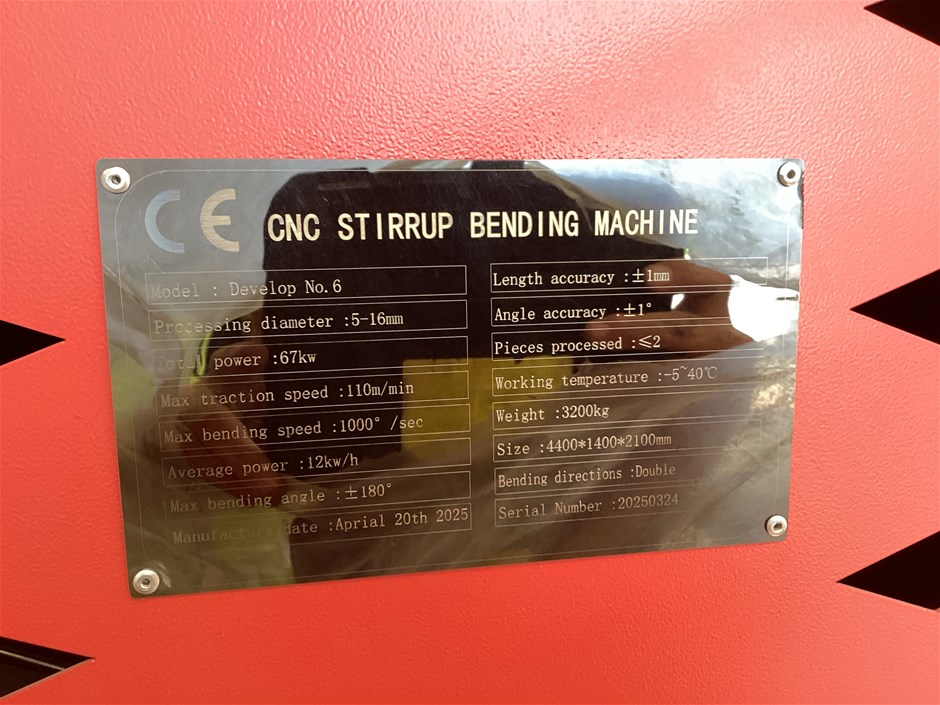 CE CNC STIRRUP BENDING MACHINE
Model : Develop No.6
Processing diameter :5-16mm
Total power :67kw
Max traction speed :110m/min
Max bending speed :1000° /sec
Average power :12kw/h
Max bending angle :±180°
Manufacture date :Aprial 20th 2025
Length accuracy :±1mm
Angle accuracy :±1°
Pieces processed :≤2
Working temperature :-5~40℃
Weight :3200kg
Size :4400*1400*2100mm
Bending directions :Double
Serial Number :20250324